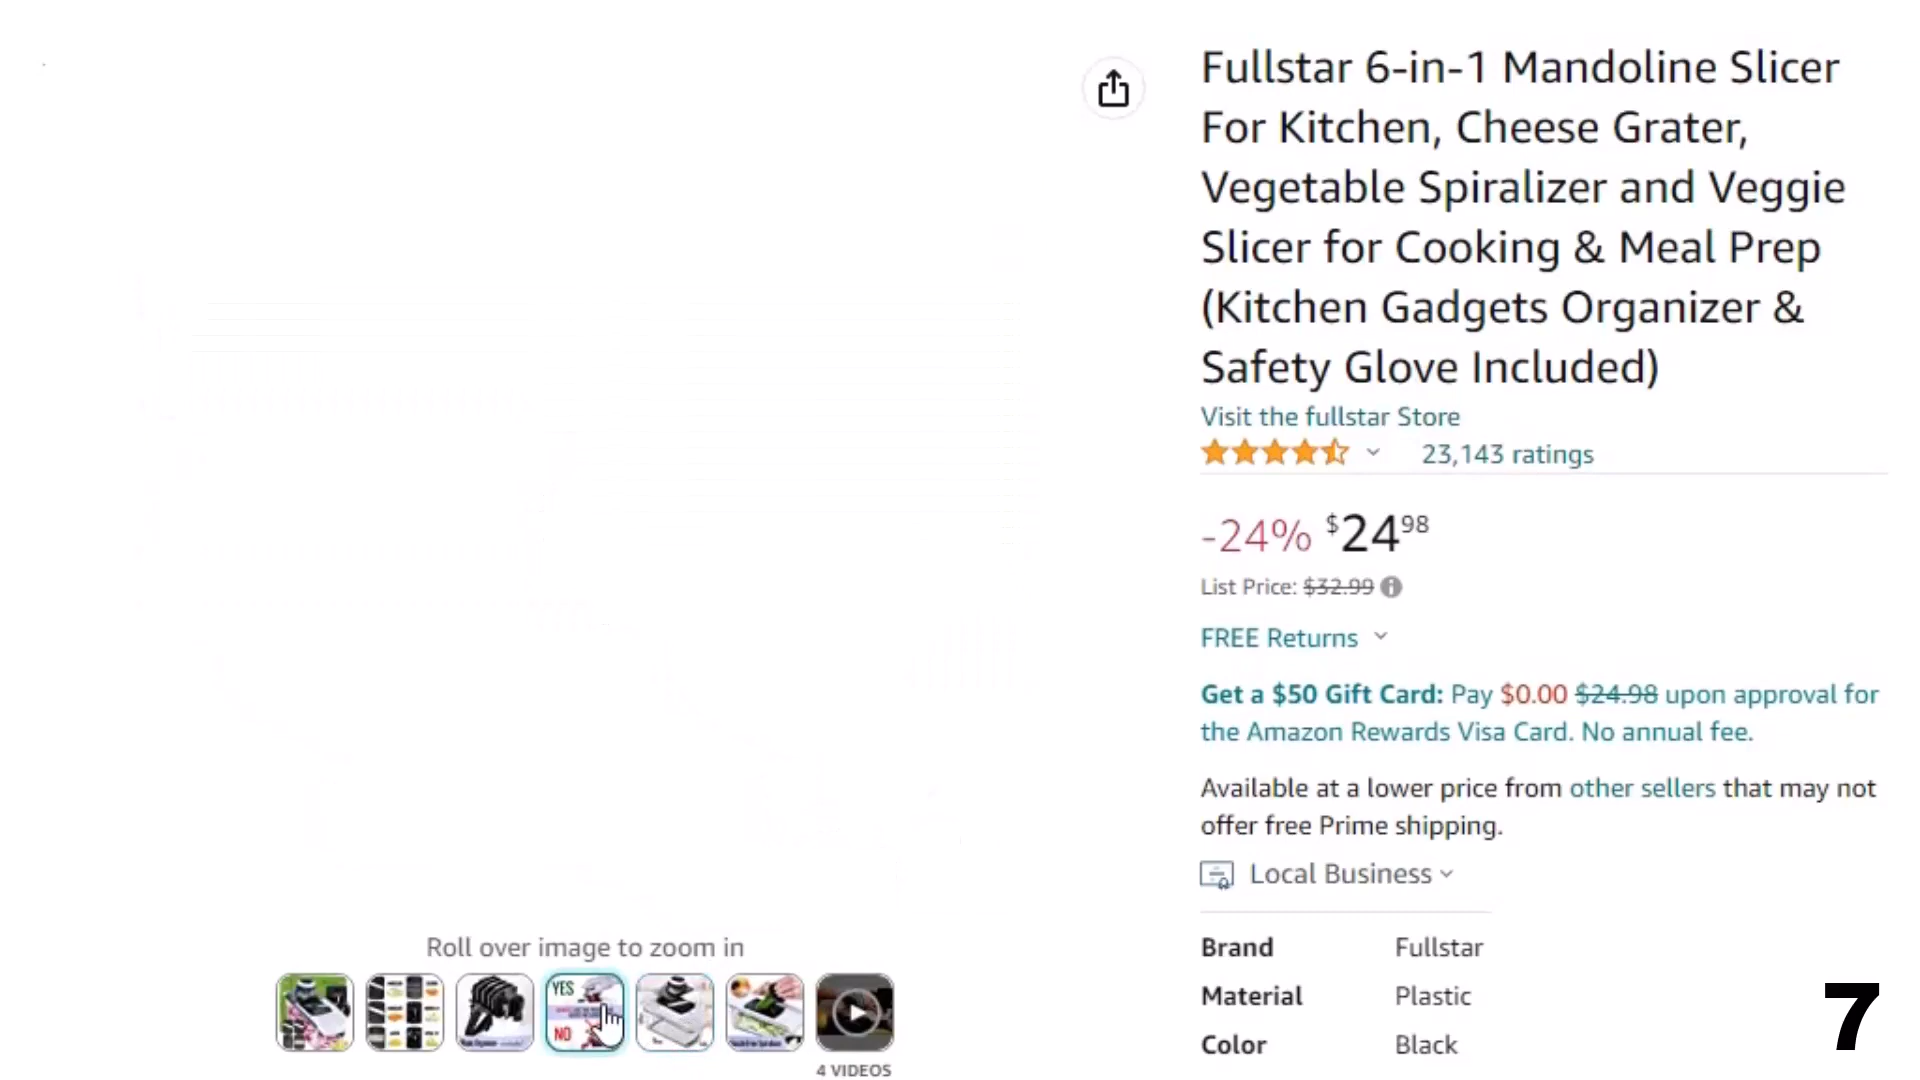 Fullstar 6-in-1 Mandoline Slicer
For Kitchen, Cheese Grater,
Vegetable Spiralizer and Veggie
Slicer for Cooking & Meal Prep
(Kitchen Gadgets Organizer &
Safety Glove Included)
Visit the fullstar Store
23,143 ratings
-24% $24 98
List Price: $32.99
FREE Returns
Get a $50 Gift Card: Pay $0.00 $24.98 upon approval for
the Amazon Rewards Visa Card. No annual fee.
Available at a lower price from other sellers that may not
offer free Prime shipping.
Local Business
Brand Fullstar
Material Plastic
Color Black
Roll over image to zoom in
YES
NO
4 VIDEOS
7